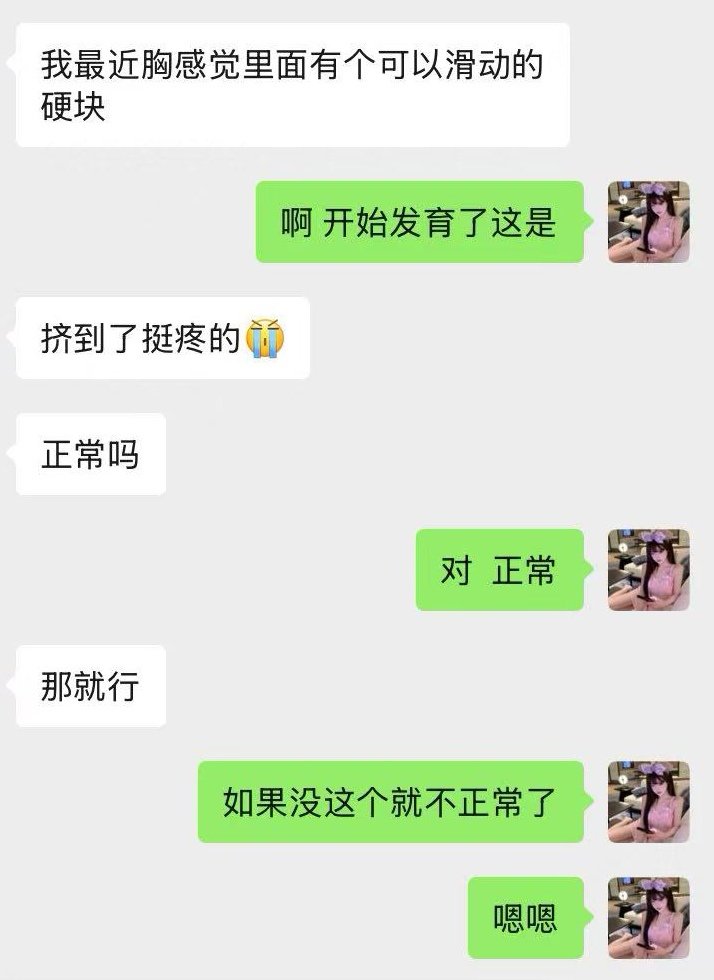 我最近胸感觉里面有个可以滑动的
硬块
啊 开始发育了这是
挤到了挺疼的😭
正常吗
对 正常
那就行
如果没这个就不正常了
嗯嗯